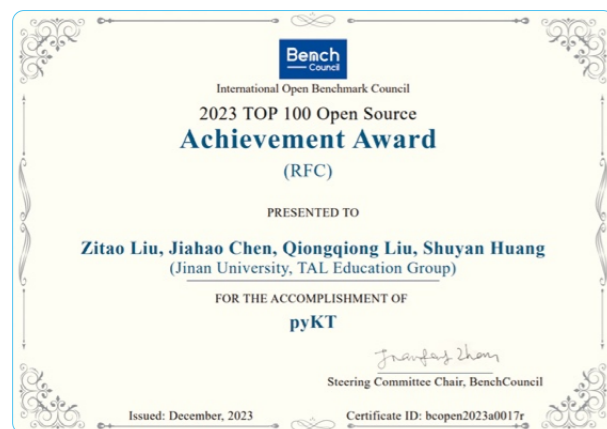 Bench
Council
International Open Benchmark Council
2023 TOP 100 Open Source
Achievement Award
(RFC)
PRESENTED TO
Zitao Liu, Jiahao Chen, Qiongqiong Liu, Shuyan Huang
(Jinan University, TAL Education Group)
FOR THE ACCOMPLISHMENT OF
pyKT
Steering Committee Chair, BenchCouncil
Issued: December, 2023 Certificate ID: bcopen2023a0017r